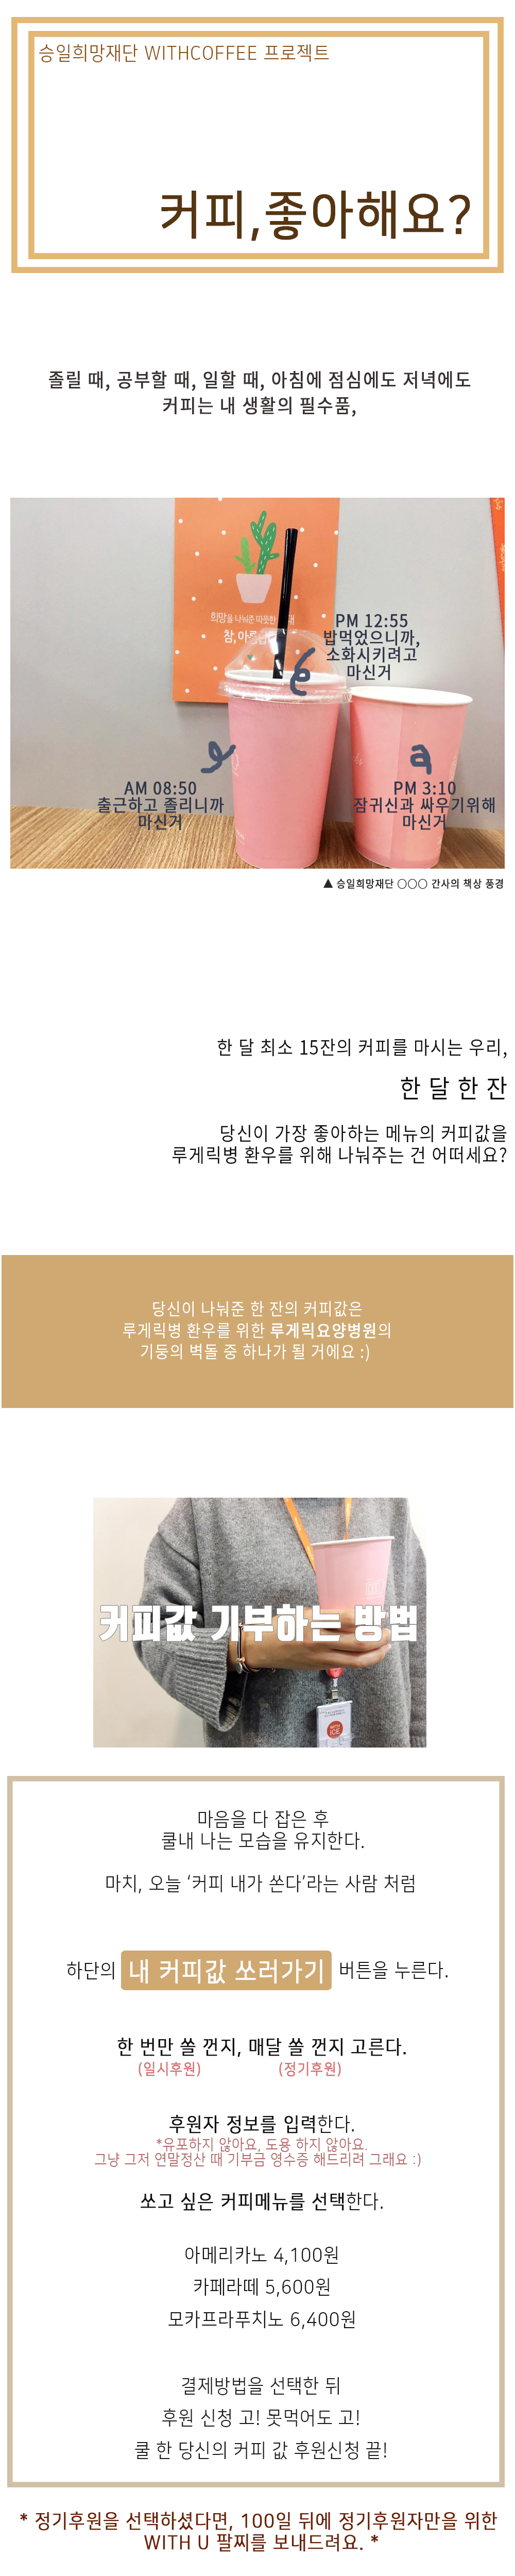 승일희망재단 WITHCOFFEE 프로젝트
커피,좋아해요?
졸릴 때, 공부할 때, 일할 때, 아침에 점심에도 저녁에도
커피는 내 생활의 필수품,
희망을 나눠준 따뜻한
참,아
PM 12:55
밥먹었으니까,
소화시키려고
마신거
AM 08:50
출근하고 졸리니까
마신거
PM 3:10
잠귀신과 싸우기위해
마신거
▲ 승일희망재단 ○○○ 간사의 책상 풍경
한 달 최소 15잔의 커피를 마시는 우리,
한 달 한 잔
당신이 가장 좋아하는 메뉴의 커피값을
루게릭병 환우를 위해 나눠주는 건 어떠세요?
당신이 나눠준 한 잔의 커피값은
루게릭병 환우를 위한 루게릭요양병원의
기둥의 벽돌 중 하나가 될 거에요 :)
커피값 기부하는 방법
ICE
마음을 다 잡은 후
쿨내 나는 모습을 유지한다.
마치, 오늘 ‘커피 내가 쏜다’라는 사람 처럼
하단의 내 커피값 쏘러가기 버튼을 누른다.
한 번만 쏠 껀지, 매달 쏠 껀지 고른다.
(일시후원) (정기후원)
후원자 정보를 입력한다.
*유포하지 않아요, 도용 하지 않아요.
그냥 그저 연말정산 때 기부금 영수증 해드리려 그래요 :)
쏘고 싶은 커피메뉴를 선택한다.
아메리카노 4,100원
카페라떼 5,600원
모카프라푸치노 6,400원
결제방법을 선택한 뒤
후원 신청 고! 못먹어도 고!
쿨 한 당신의 커피 값 후원신청 끝!
* 정기후원을 선택하셨다면, 100일 뒤에 정기후원자만을 위한
WITH U 팔찌를 보내드려요. *